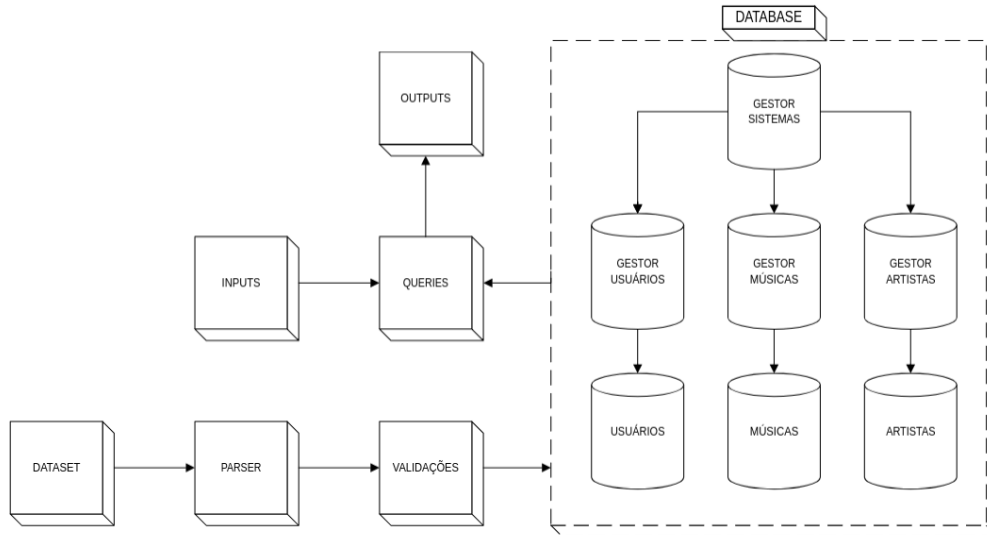 DATABASE
OUTPUTS
GESTOR
SISTEMAS
INPUTS
QUERIES
GESTOR
USUÁRIOS
GESTOR
MÚSICAS
GESTOR
ARTISTAS
USUÁRIOS
MÚSICAS
ARTISTAS
DATASET
PARSER
VALIDAÇÕES